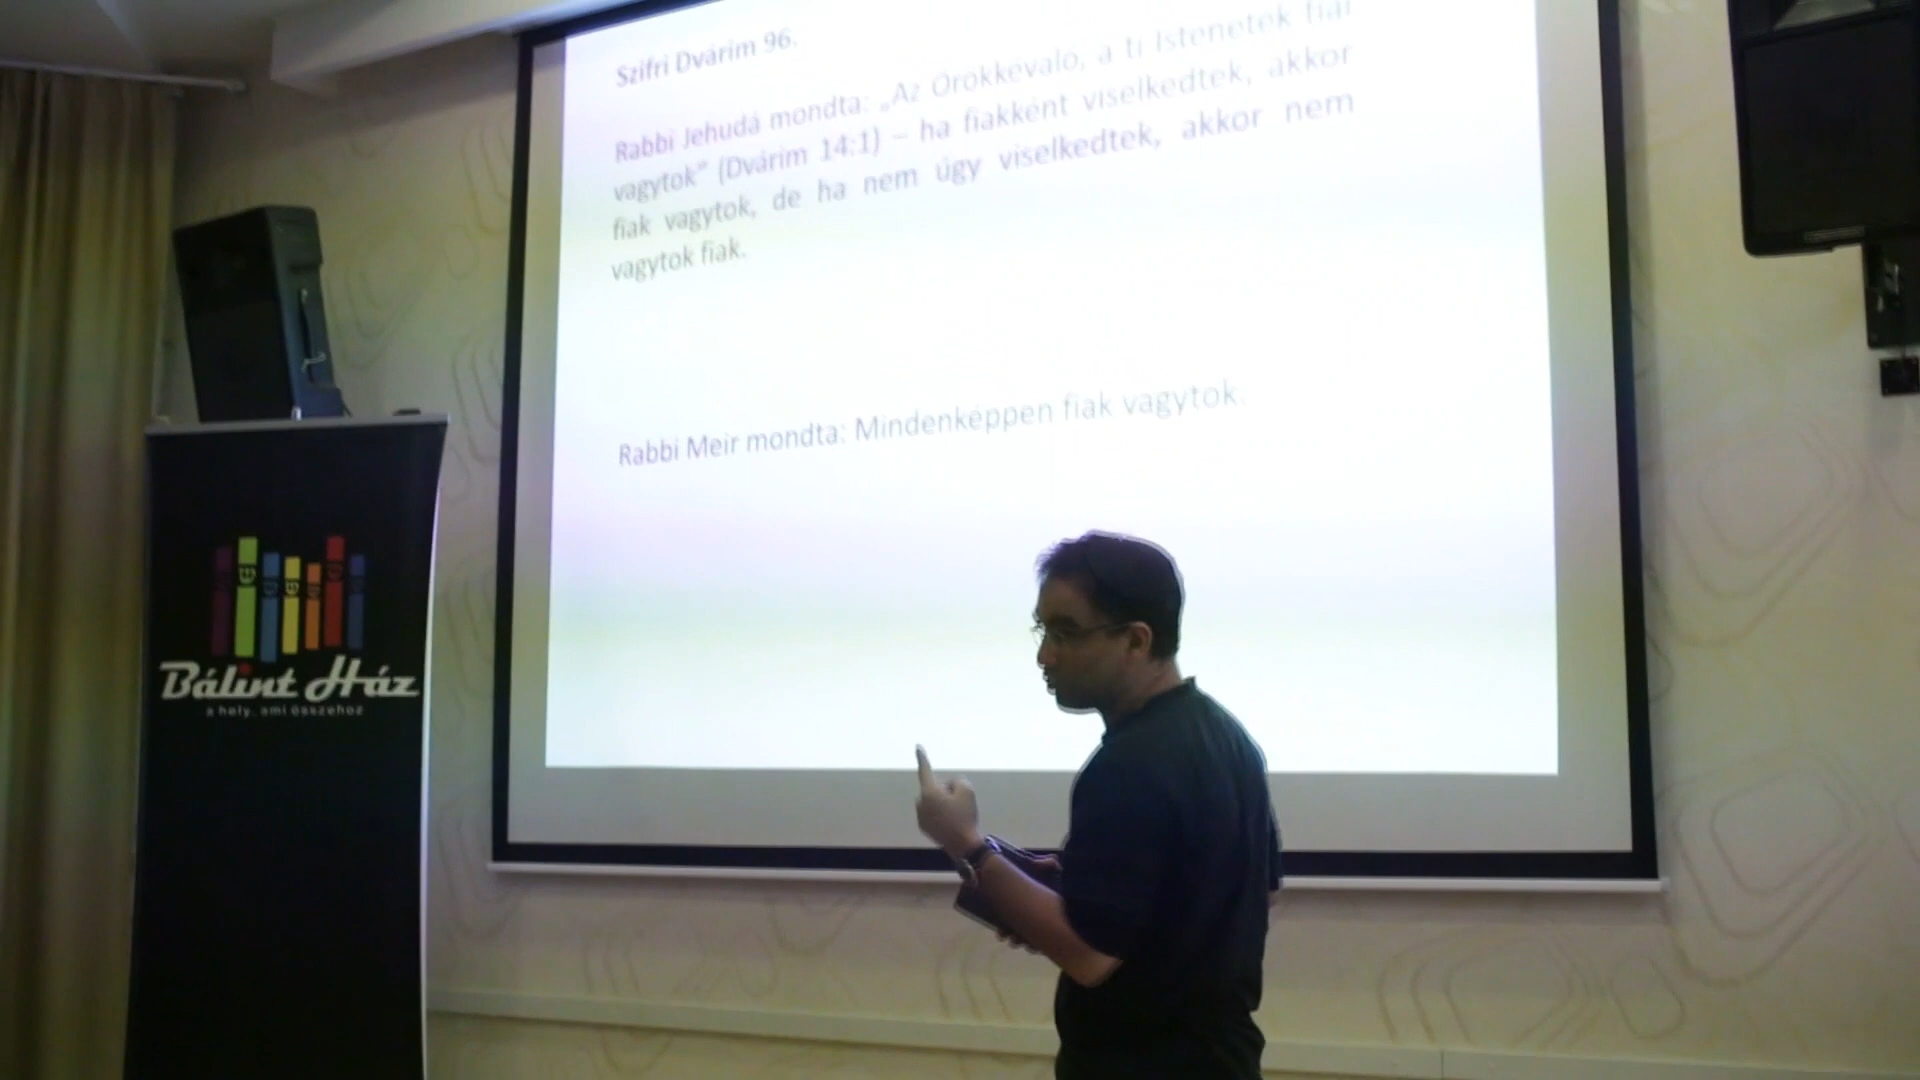 Szifri Dvárim 96.
Rabbi Jehudá mondta: „Az Örökkévaló, a ti Istenetek fiai
vagytok” (Dvárim 14:1) – ha fiakként viselkedtek, akkor
fiak vagytok, de ha nem úgy viselkedtek, akkor nem
vagytok fiak.
Rabbi Meir mondta: Mindenképpen fiak vagytok.
Bálint Ház
a hely, ami összehoz